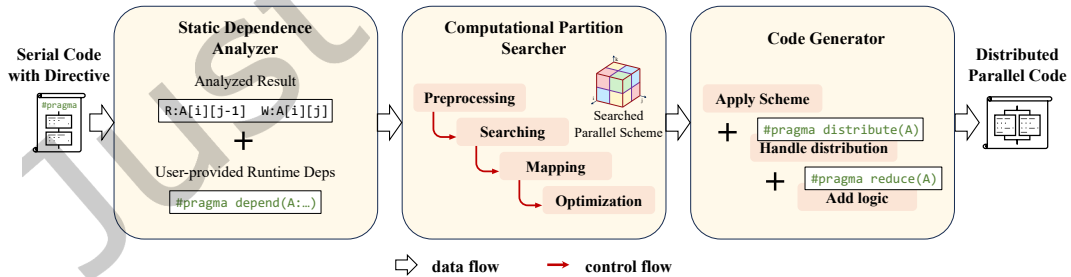 Serial Code
with Directive
#pragma
Static Dependence
Analyzer
Analyzed Result
R:A[i][j-1] W:A[i][j]
+
User-provided Runtime Deps
#pragma depend(A:…)
Computational Partition
Searcher
Preprocessing
Searching
Mapping
Optimization
Searched
Parallel Scheme
Code Generator
Apply Scheme
+
#pragma distribute(A)
Handle distribution
+
#pragma reduce(A)
Add logic
Distributed
Parallel Code
data flow
control flow
Just